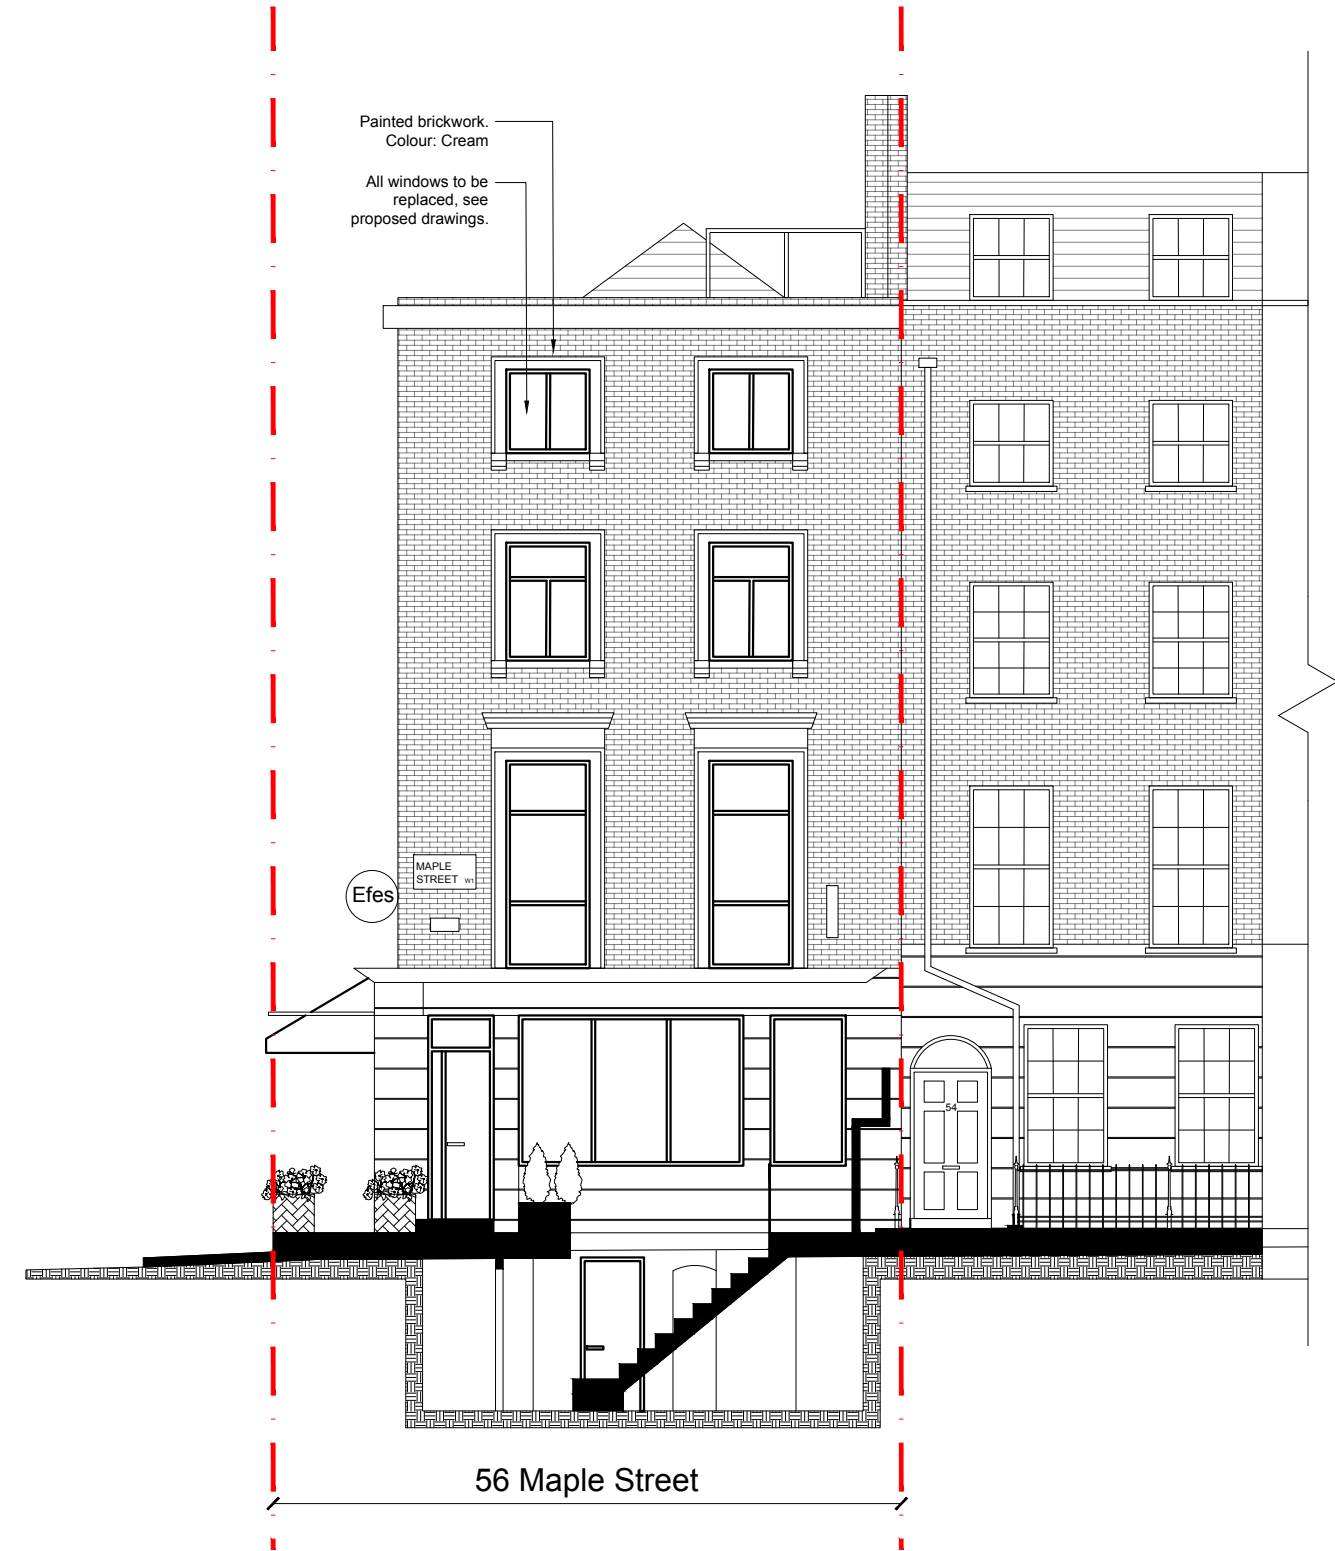 Painted brickwork.
Colour: Cream
All windows to be
replaced, see
proposed drawings.
MAPLE
STREET W1
Efes
54
56 Maple Street